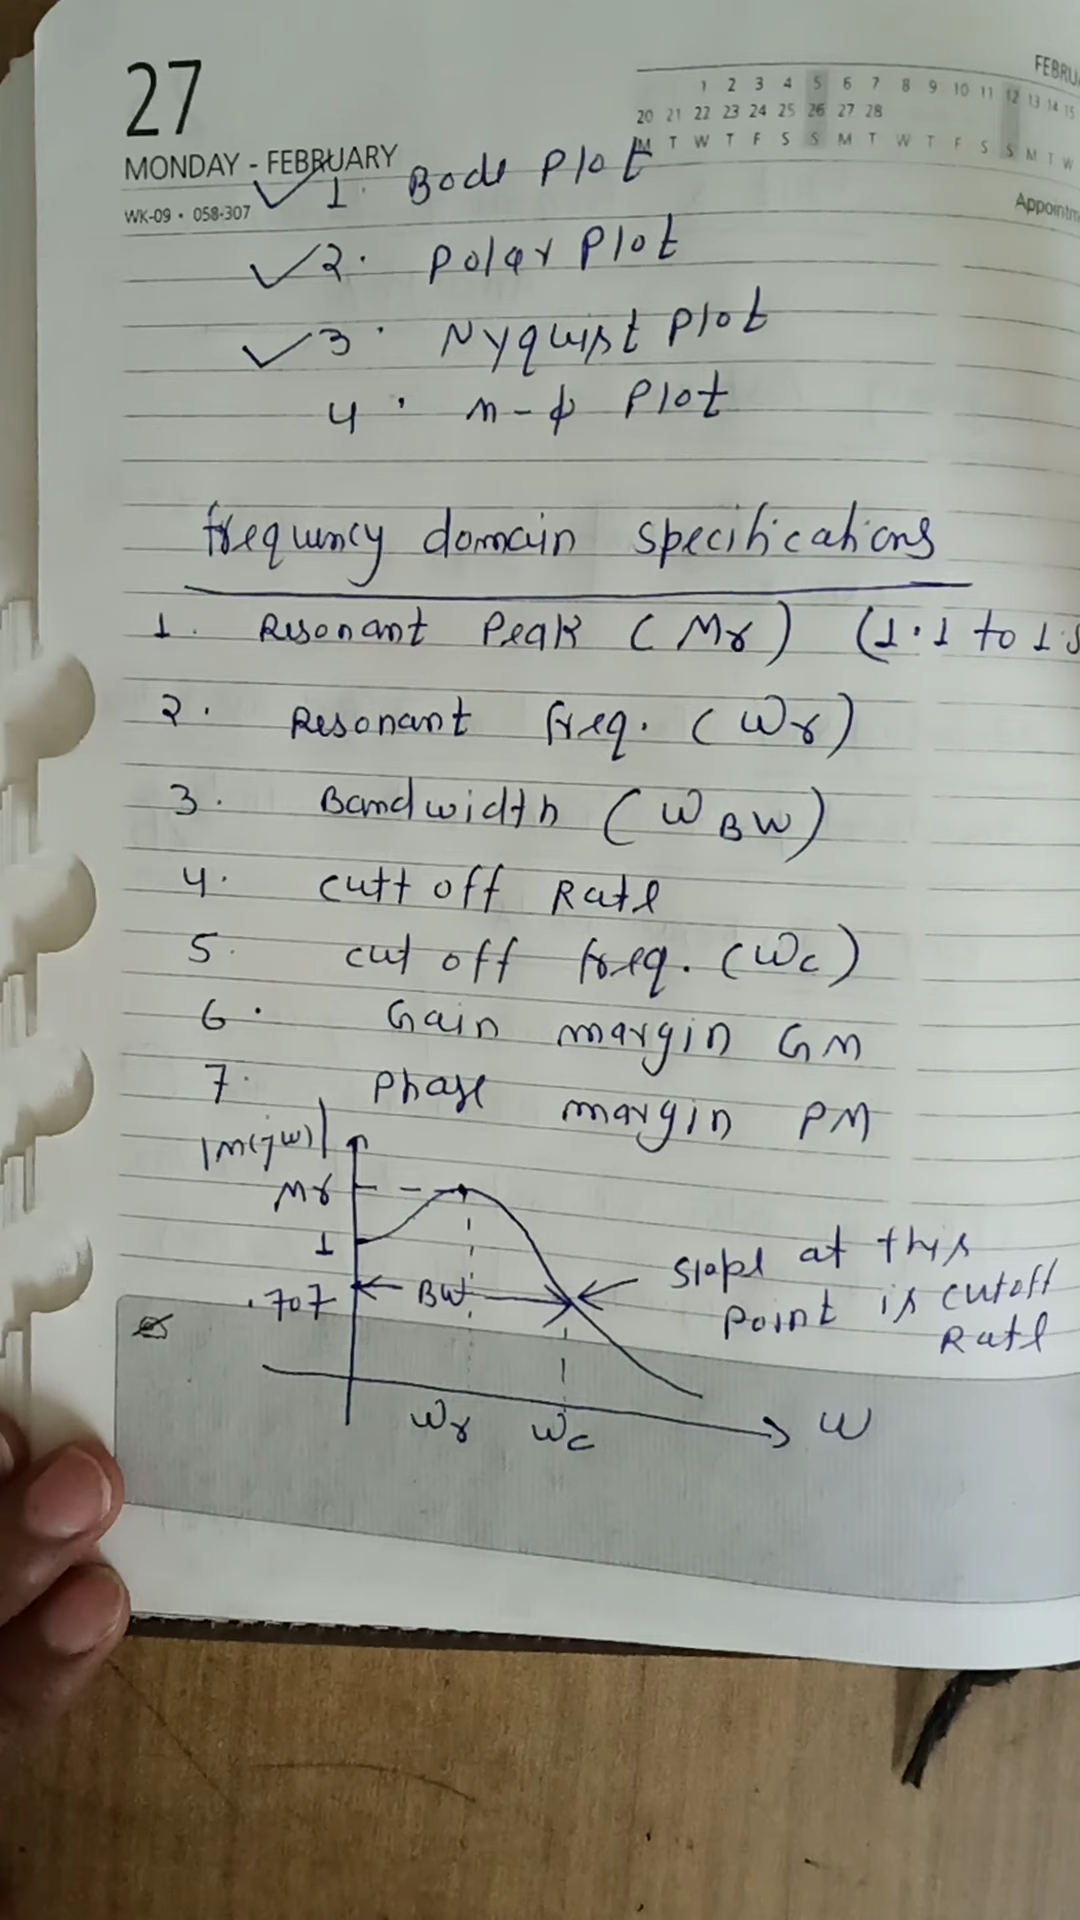 27
MONDAY - FEBRUARY
WK-09 • 058-307
1 2 3 4 5 6 7 8 9 10 11 12 13 14 15
20 21 22 23 24 25 26 27 28
M T W T F S S M T W T F S S M T W
1. Bode Plot
2. Polar Plot
3. Nyquist Plot
4. M-φ Plot
frequency domain specifications
1. Resonant Peak (Mr) (1.1 to 1.5
2. Resonant freq. (ωr)
3. Bandwidth (ωBW)
4. cutt off Rate
5. cut off freq. (ωc)
6. Gain margin GM
7. Phase margin PM
|M(jω)|
Mr
1
.707
BW
slope at this
point is cutoff
Rate
ωr ωc ω